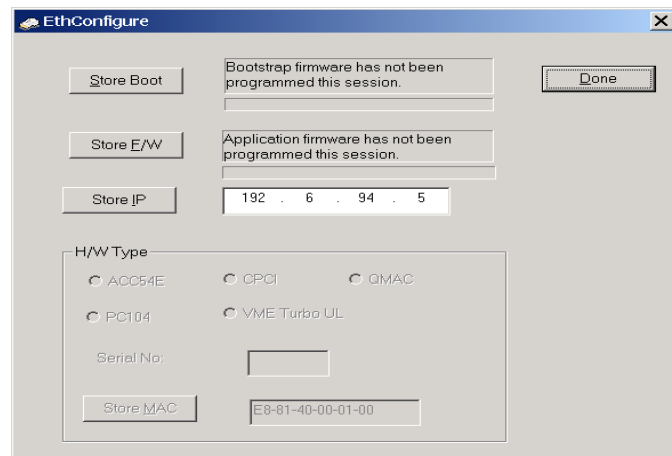 EthConfigure
Store Boot
Bootstrap firmware has not been
programmed this session.
Done
Store F/W
Application firmware has not been
programmed this session.
Store IP
192 . 6 . 94 . 5
H/W Type
ACC54E
CPCI
QMAC
PC104
VME Turbo UL
Serial No:
Store MAC
E8-81-40-00-01-00